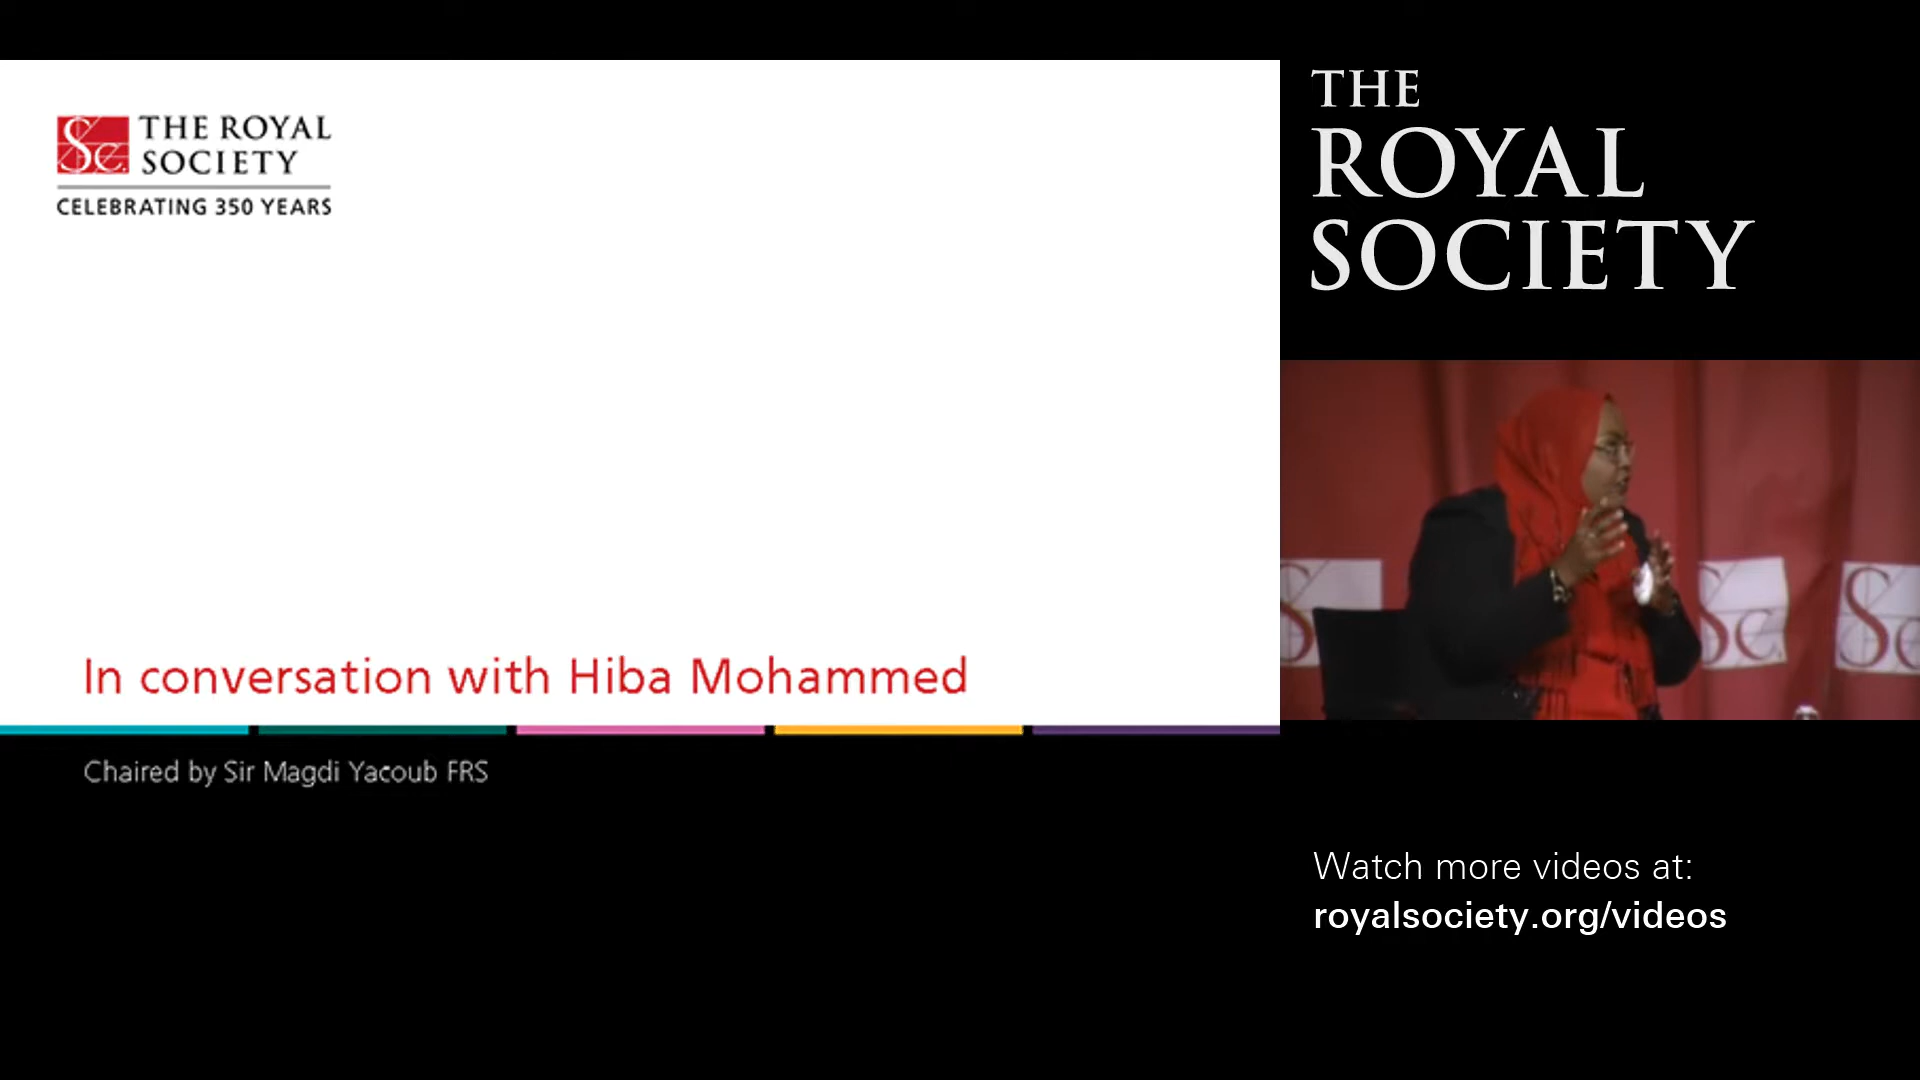 THE ROYAL
SOCIETY
CELEBRATING 350 YEARS
In conversation with Hiba Mohammed
Chaired by Sir Magdi Yacoub FRS
THE
ROYAL
SOCIETY
Watch more videos at:
royalsociety.org/videos